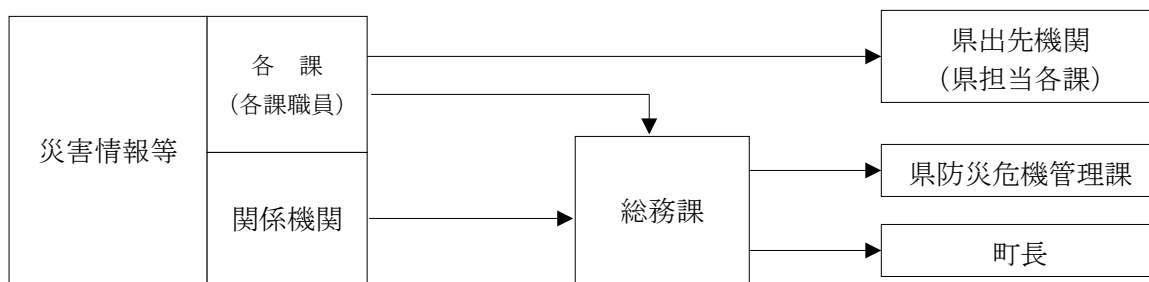 災害情報等
各　課
（各課職員）
関係機関
総務課
県出先機関
（県担当各課）
県防災危機管理課
町長